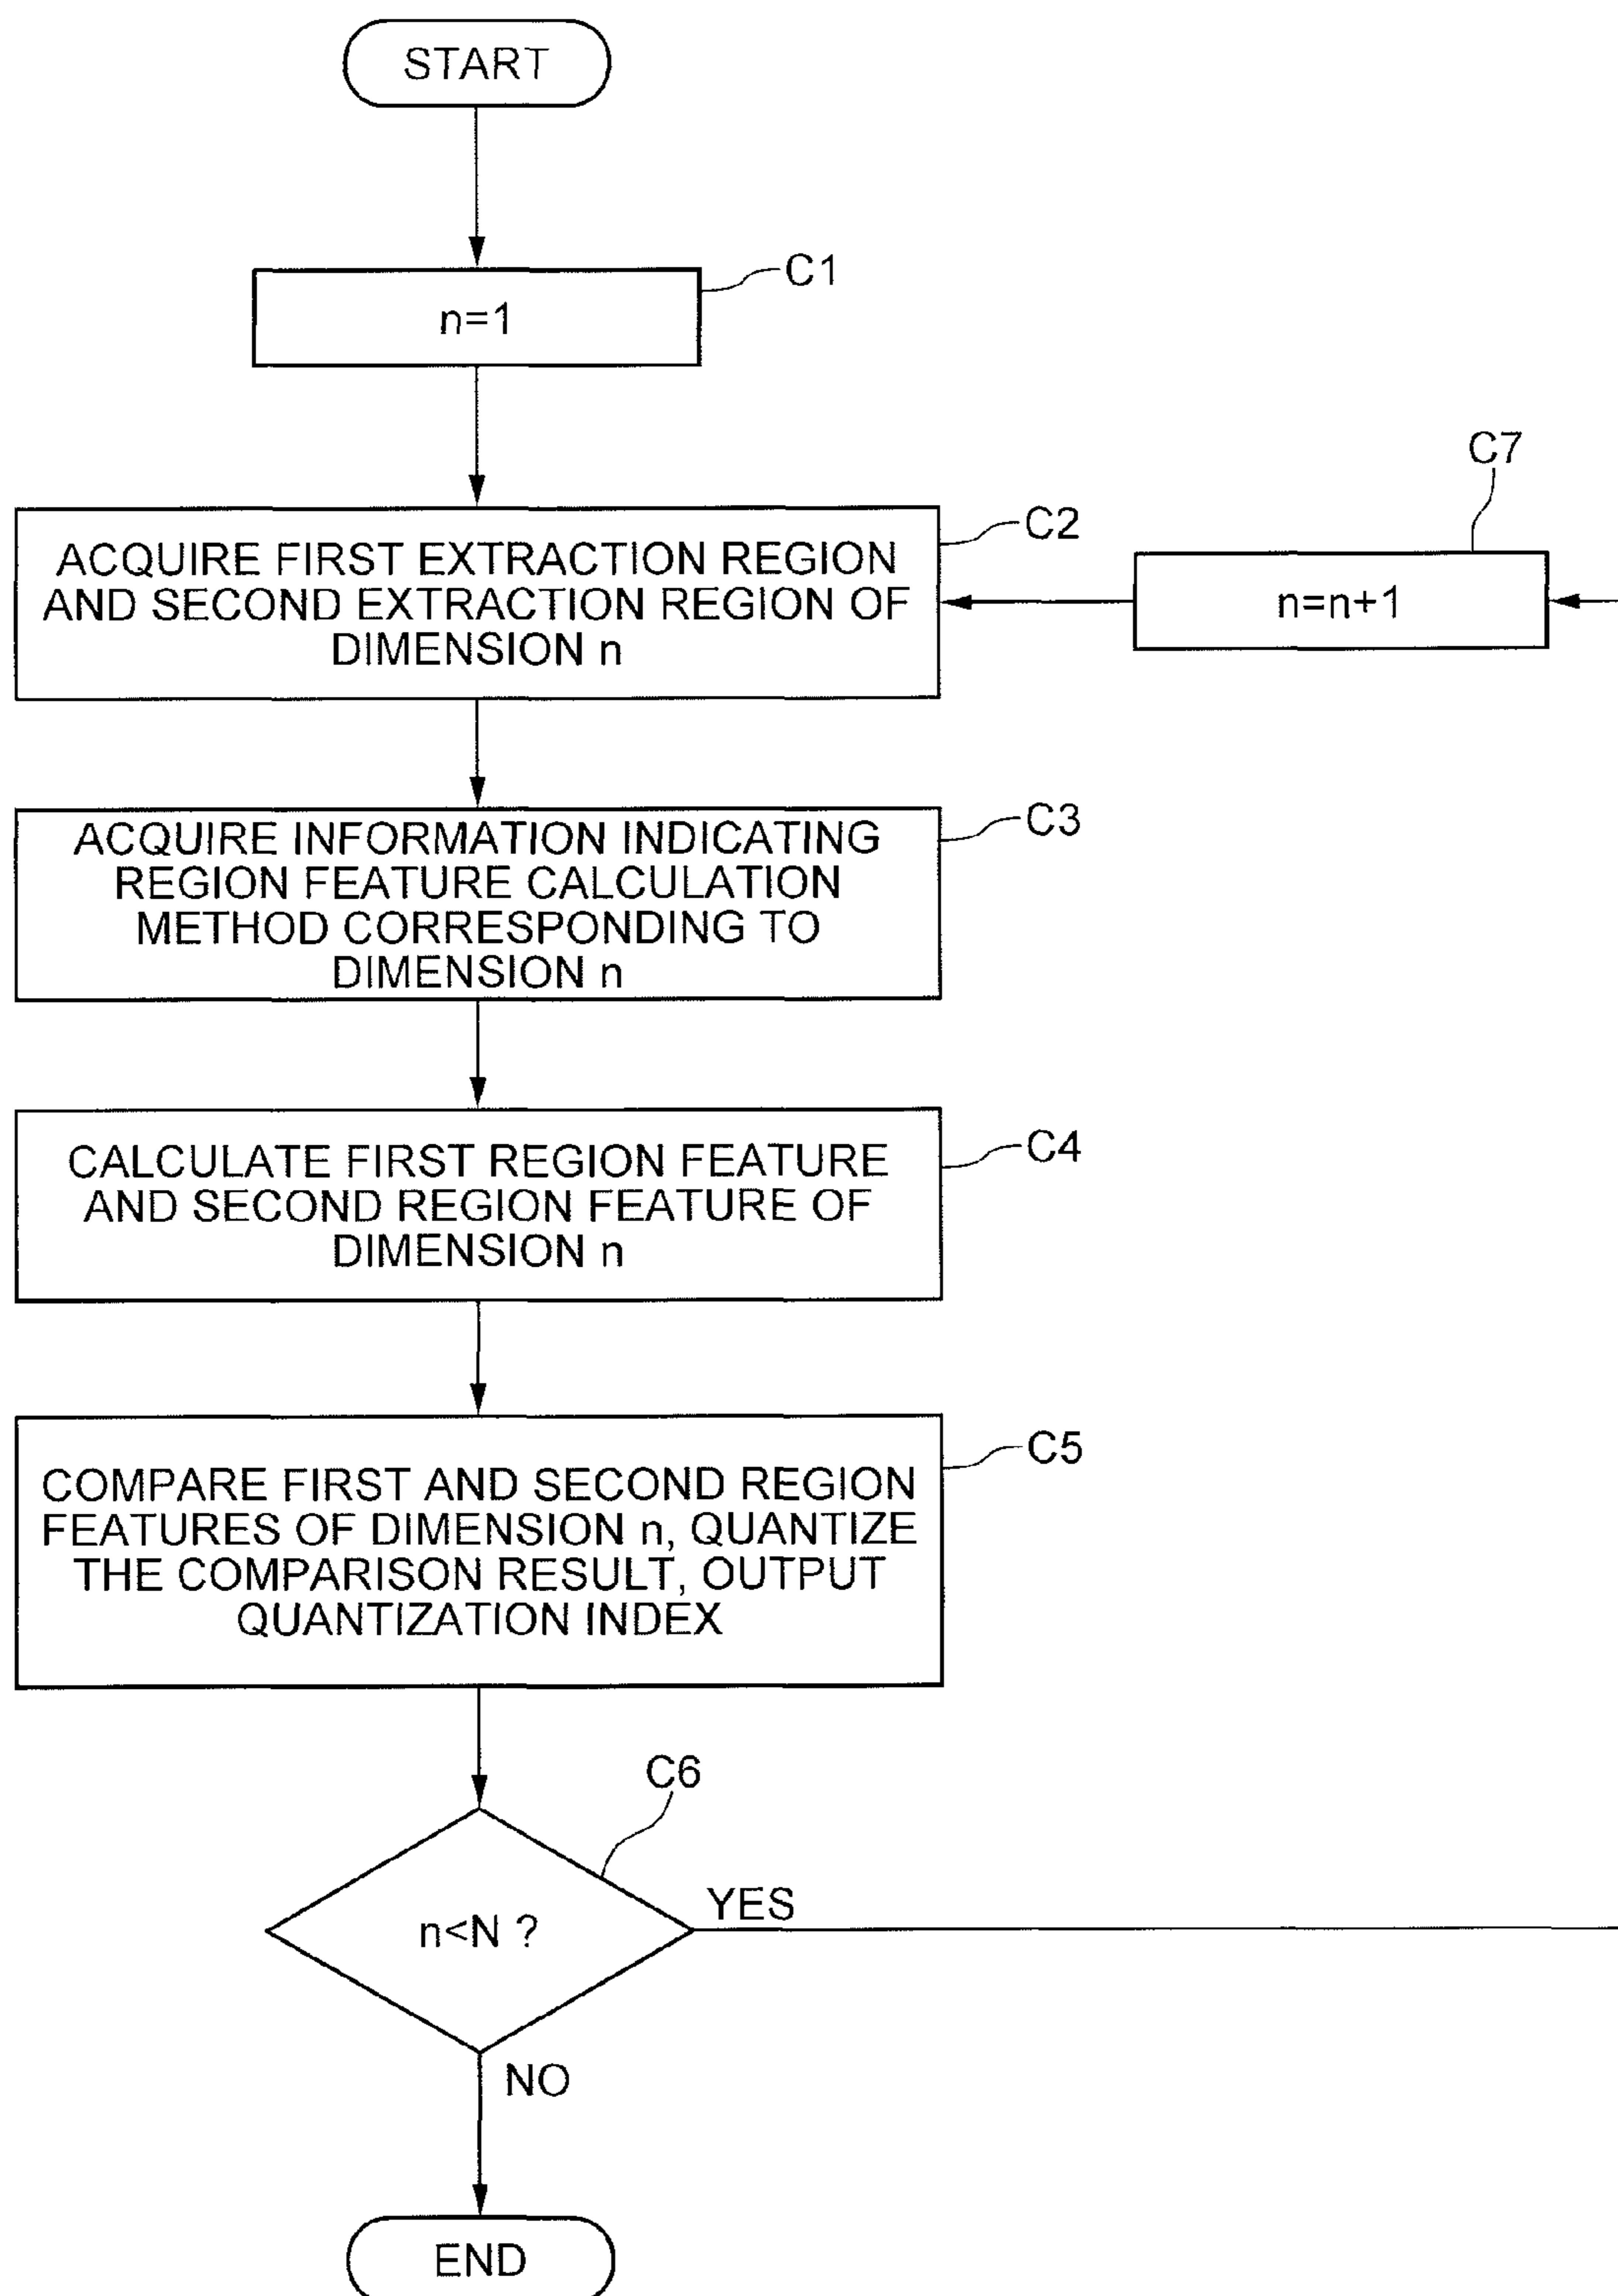 START
C1
n=1
C7
C2
ACQUIRE FIRST EXTRACTION REGION
AND SECOND EXTRACTION REGION OF
DIMENSION n
n=n+1
C3
ACQUIRE INFORMATION INDICATING
REGION FEATURE CALCULATION
METHOD CORRESPONDING TO
DIMENSION n
C4
CALCULATE FIRST REGION FEATURE
AND SECOND REGION FEATURE OF
DIMENSION n
C5
COMPARE FIRST AND SECOND REGION
FEATURES OF DIMENSION n, QUANTIZE
THE COMPARISON RESULT, OUTPUT
QUANTIZATION INDEX
C6
n<N ?
YES
NO
END